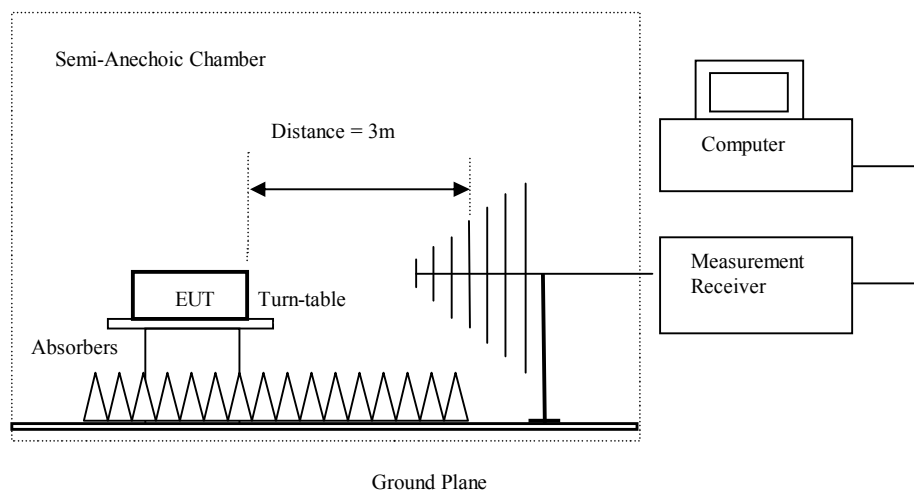 Semi-Anechoic Chamber
Distance = 3m
Computer
Measurement
Receiver
EUT
Turn-table
Absorbers
Ground Plane